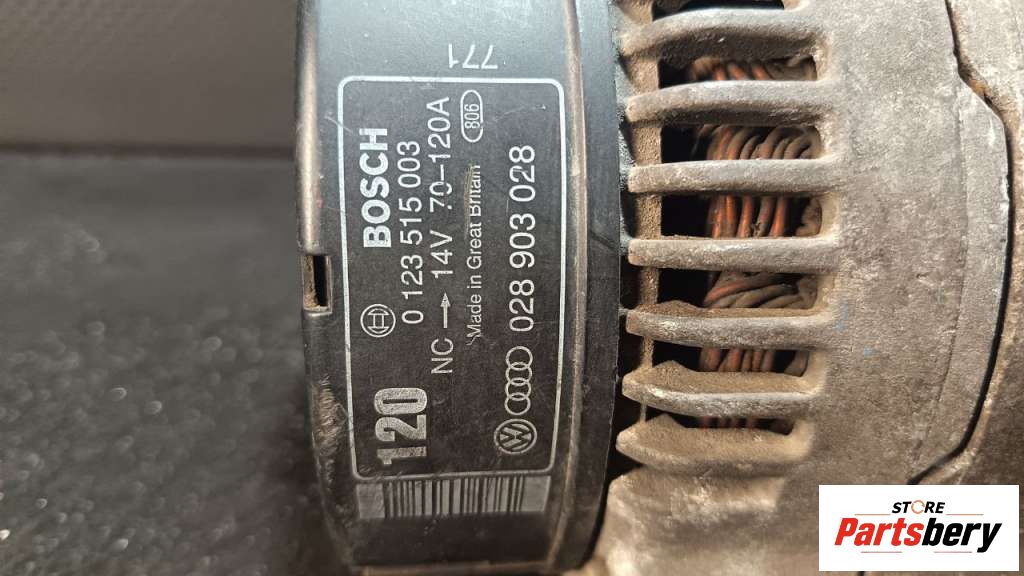 771
BOSCH
0 123 515 003
NC → 14V 70–120A
Made in Great Britain
806
120
028 903 028
STORE
Partsbery